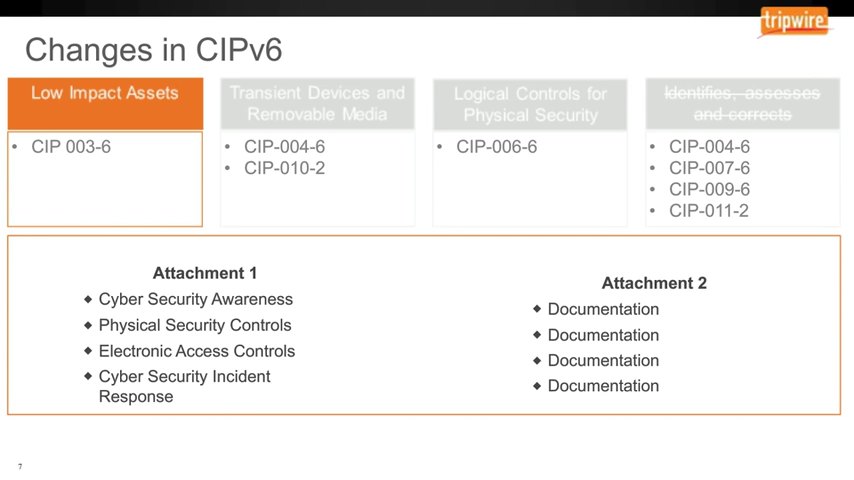 tripwire
Changes in CIPv6
Low Impact Assets
• CIP 003-6
Transient Devices and
Removable Media
• CIP-004-6
• CIP-010-2
Logical Controls for
Physical Security
• CIP-006-6
Identifies, assesses
and corrects
• CIP-004-6
• CIP-007-6
• CIP-009-6
• CIP-011-2
Attachment 1
◆ Cyber Security Awareness
◆ Physical Security Controls
◆ Electronic Access Controls
◆ Cyber Security Incident
Response
Attachment 2
◆ Documentation
◆ Documentation
◆ Documentation
◆ Documentation
7